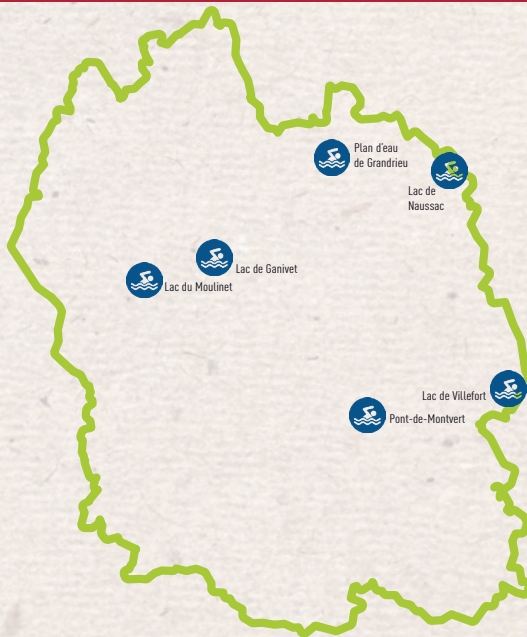 Plan d'eau
de Grandrieu
Lac de
Naussac
Lac de Ganivet
Lac du Moulinet
Lac de Villefort
Pont-de-Montvert